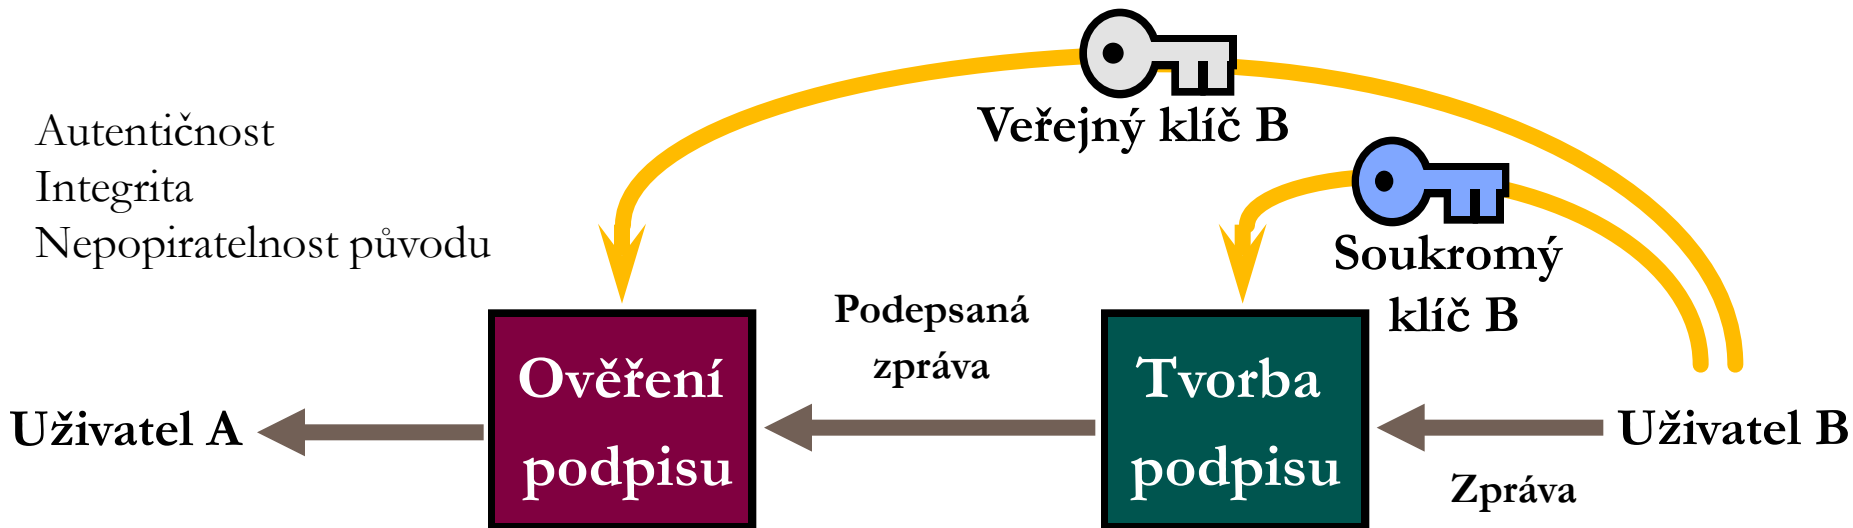 Autentičnost
Integrita
Nepopiratelnost původu
Veřejný klíč B
Soukromý
klíč B
Podepsaná
zpráva
Ověření
podpisu
Tvorba
podpisu
Uživatel A
Uživatel B
Zpráva